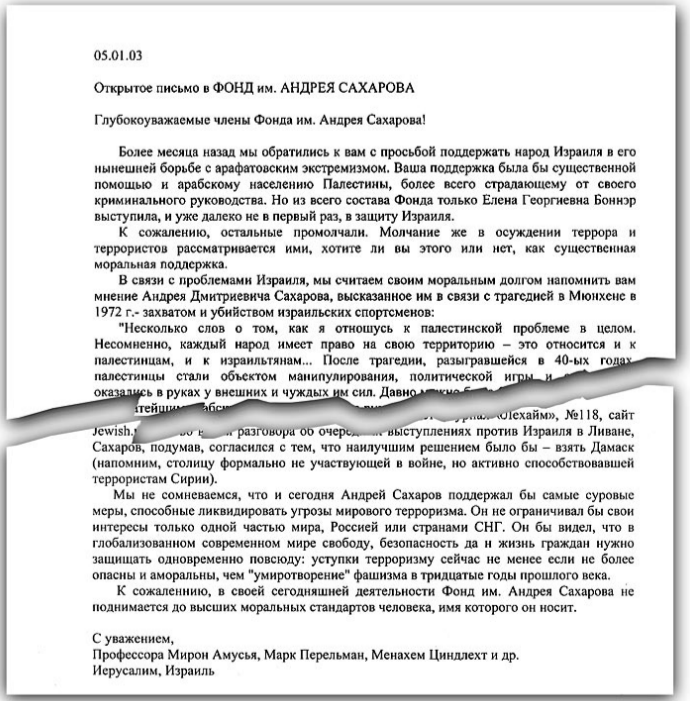 05.01.03
Открытое письмо в ФОНД им. АНДРЕЯ САХАРОВА
Глубокоуважаемые члены Фонда им. Андрея Сахарова!
Более месяца назад мы обратились к вам с просьбой поддержать народ Израиля в его
нынешней борьбе с арафатовским экстремизмом. Ваша поддержка была бы существенной
помощью и арабскому населению Палестины, более всего страдающему от своего
криминального руководства. Но из всего состава Фонда только Елена Георгиевна Боннэр
выступила, и уже далеко не в первый раз, в защиту Израиля.
К сожалению, остальные промолчали. Молчание же в осуждении террора и
террористов рассматривается ими, хотите ли вы этого или нет, как существенная
моральная поддержка.
В связи с проблемами Израиля, мы считаем своим моральным долгом напомнить вам
мнение Андрея Дмитриевича Сахарова, высказанное им в связи с трагедией в Мюнхене в
1972 г.- захватом и убийством израильских спортсменов:
"Несколько слов о том, как я отношусь к палестинской проблеме в целом.
Несомненно, каждый народ имеет право на свою территорию – это относится и к
палестинцам, и к израильтянам... После трагедии, разыгравшейся в 40-ых годах,
палестинцы стали объектом манипулирования, политической игры и
оказались в руках у внешних и чуждых им сил. Давно
«Лехайм», №118, сайт
разговора об выступлениях против Израиля в Ливане,
Сахаров, подумав, согласился с тем, что наилучшим решением было бы – взять Дамаск
(напомним, столицу формально не участвующей в войне, но активно способствовавшей
террористам Сирии).
Мы не сомневаемся, что и сегодня Андрей Сахаров поддержал бы самые суровые
меры, способные ликвидировать угрозы мирового терроризма. Он не ограничивал бы свои
интересы только одной частью мира, Россией или странами СНГ. Он бы видел, что в
глобализованном современном мире свободу, безопасность да н жизнь граждан нужно
защищать одновременно повсюду: уступки терроризму сейчас не менее если не более
опасны и аморальны, чем "умиротворение" фашизма в тридцатые годы прошлого века.
К сожаленнию, в своей сегодняшней деятельности Фонд им. Андрея Сахарова не
поднимается до высших моральных стандартов человека, имя которого он носит.
С уважением,
Профессора Мирон Амусья, Марк Перельман, Менахем Циндлехт и др.
Иерусалим, Израиль